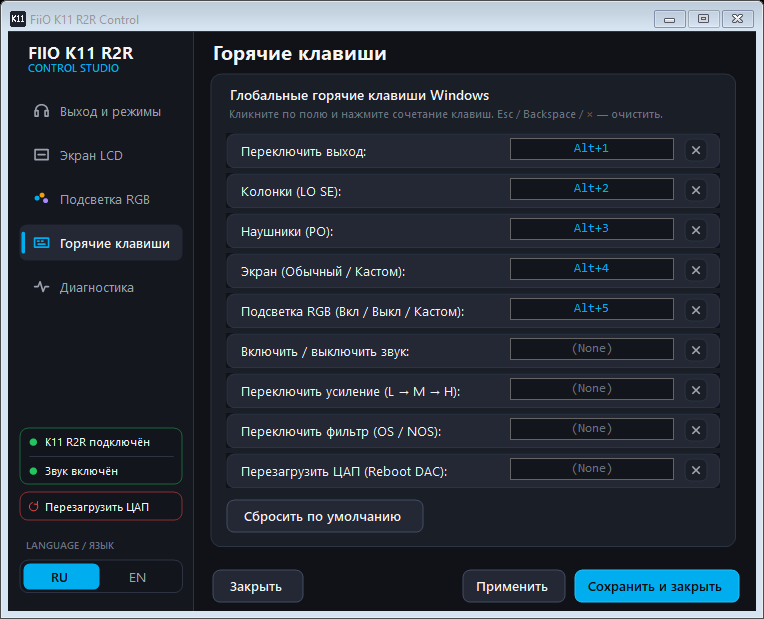 K11 FiiO K11 R2R Control
FIIO K11 R2R
CONTROL STUDIO
Выход и режимы
Экран LCD
Подсветка RGB
Горячие клавиши
Диагностика
K11 R2R подключён
Звук включён
Перезагрузить ЦАП
LANGUAGE / ЯЗЫК
RU EN
Горячие клавиши
Глобальные горячие клавиши Windows
Кликните по полю и нажмите сочетание клавиш. Esc / Backspace / × — очистить.
Переключить выход: Alt+1 ✕
Колонки (LO SE): Alt+2 ✕
Наушники (PO): Alt+3 ✕
Экран (Обычный / Кастом): Alt+4 ✕
Подсветка RGB (Вкл / Выкл / Кастом): Alt+5 ✕
Включить / выключить звук: (None) ✕
Переключить усиление (L → M → H): (None) ✕
Переключить фильтр (OS / NOS): (None) ✕
Перезагрузить ЦАП (Reboot DAC): (None) ✕
Сбросить по умолчанию
Закрыть Применить Сохранить и закрыть